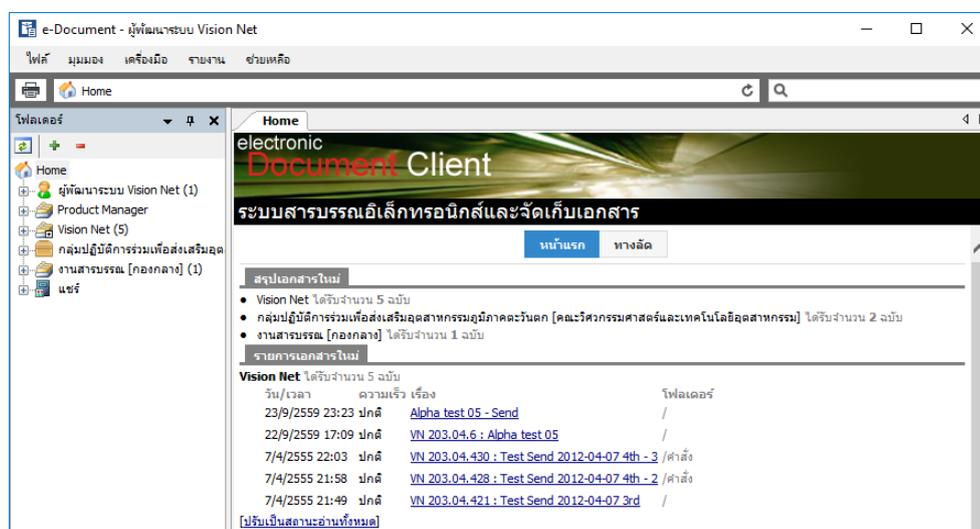 e-Document - ผู้พัฒนาระบบ Vision Net
ไฟล์ มุมมอง เครื่องมือ รายงาน ช่วยเหลือ
Home
โฟลเดอร์
Home
ผู้พัฒนาระบบ Vision Net (1)
Product Manager
Vision Net (5)
กลุ่มปฏิบัติการร่วมเพื่อส่งเสริมอุต
งานสารบรรณ [กองกลาง] (1)
แชร์
Home
electronic
Document Client
ระบบสารบรรณอิเล็กทรอนิกส์และจัดเก็บเอกสาร
หน้าแรก ทางลัด
สรุปเอกสารใหม่
Vision Net ได้รับจำนวน 5 ฉบับ
กลุ่มปฏิบัติการร่วมเพื่อส่งเสริมอุตสาหกรรมภูมิภาคตะวันตก [คณะวิศวกรรมศาสตร์และเทคโนโลยีอุตสาหกรรม] ได้รับจำนวน 2 ฉบับ
งานสารบรรณ [กองกลาง] ได้รับจำนวน 1 ฉบับ
รายการเอกสารใหม่
Vision Net ได้รับจำนวน 5 ฉบับ
วัน/เวลา ความเร็ว เรื่อง โฟลเดอร์
23/9/2559 23:23 ปกติ Alpha test 05 - Send /
22/9/2559 17:09 ปกติ VN 203.04.6 : Alpha test 05 /
7/4/2555 22:03 ปกติ VN 203.04.430 : Test Send 2012-04-07 4th - 3 /คำสั่ง
7/4/2555 21:58 ปกติ VN 203.04.428 : Test Send 2012-04-07 4th - 2 /คำสั่ง
7/4/2555 21:49 ปกติ VN 203.04.421 : Test Send 2012-04-07 3rd /
[ปรับเป็นสถานะอ่านทั้งหมด]